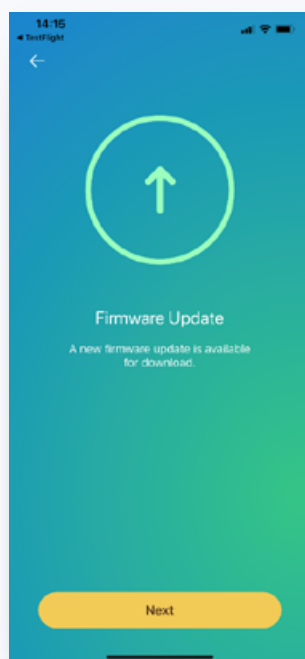 14:15
◀ TestFlight
Firmware Update
A new firmware update is available
for download.
Next